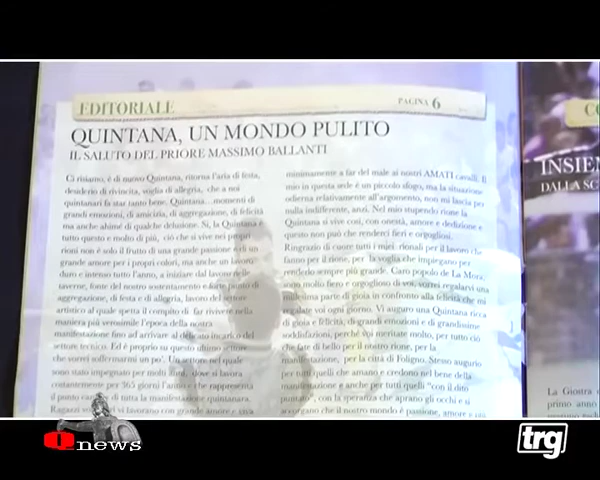 EDITORIALE
PAGINA 6
QUINTANA, UN MONDO PULITO
IL SALUTO DEL PRIORE MASSIMO BALLANTI
Ci risiamo, è di nuovo Quintana, ritorna l'aria di festa,
desiderio di rivincita, voglia di allegria, che a noi
quintanari fa star tanto bene. Quintana....momenti di
grandi emozioni, di amicizia, di aggregazione, di felicità
ma anche ahimè di qualche delusione. Si, la Quintana è
tutto questo e molto di più, ciò che si vive nei propri
rioni non è solo il frutto di una grande passione e di un
grande amore per i propri colori, ma anche un lavoro
duro e intenso tutto l'anno, a iniziare dal lavoro nelle
taverne, fonte del nostro sostentamento e punto di
aggregazione, di festa e di allegria, lavoro del settore
artistico al quale spetta il compito di far rivivere nella
maniera più verosimile l'epoca della nostra
manifestazione fino ad arrivare al delicato incarico del
settore tecnico. Ed è proprio su questo ultimo settore
che vorrei soffermarmi un po'. Un settore nel quale
sono stato impegnato per molti anni, dove si lavora
costantemente per 365 giorni l'anno e che rappresenta
il punto di tutta la manifestazione quintanara.
Ragazzi vi lavorano con grande amore e
minimamente a far del male ai nostri AMATI cavalli. Il
mio in questa sede è un piccolo sfogo, ma la situazione
odierna relativamente all'argomento, non mi lascia per
nulla indifferente, anzi. Nel mio stupendo rione la
Quintana si vive così, con onestà, amore e dedizione e
questo non può che renderci fieri e orgogliosi.
Ringrazio di cuore tutti i miei rionali per il lavoro che
fanno per il rione, per la voglia che impiegano per
renderlo sempre più grande. Caro popolo de La Mora,
sono molto fiero e orgoglioso di voi, vorrei regalarvi una
millesima parte di gioia in confronto alla felicità che mi
regalate voi ogni giorno. Vi auguro una Quintana ricca
di gioia e felicità, di grandi emozioni e di grandissime
soddisfazioni, perché voi meritate molto, per tutto ciò
che fate di bello per il nostro rione, per la
manifestazione, per la città di Foligno. Stesso augurio
per tutti quelli che amano e credono nel bene della
manifestazione e anche per tutti quelli "con il dito
puntato", con la speranza che aprano gli occhi e si
accorgano che il nostro mondo è passione, amore e
INSIEM
DALLA SC
La Giostra
primo anno
Q news
trg